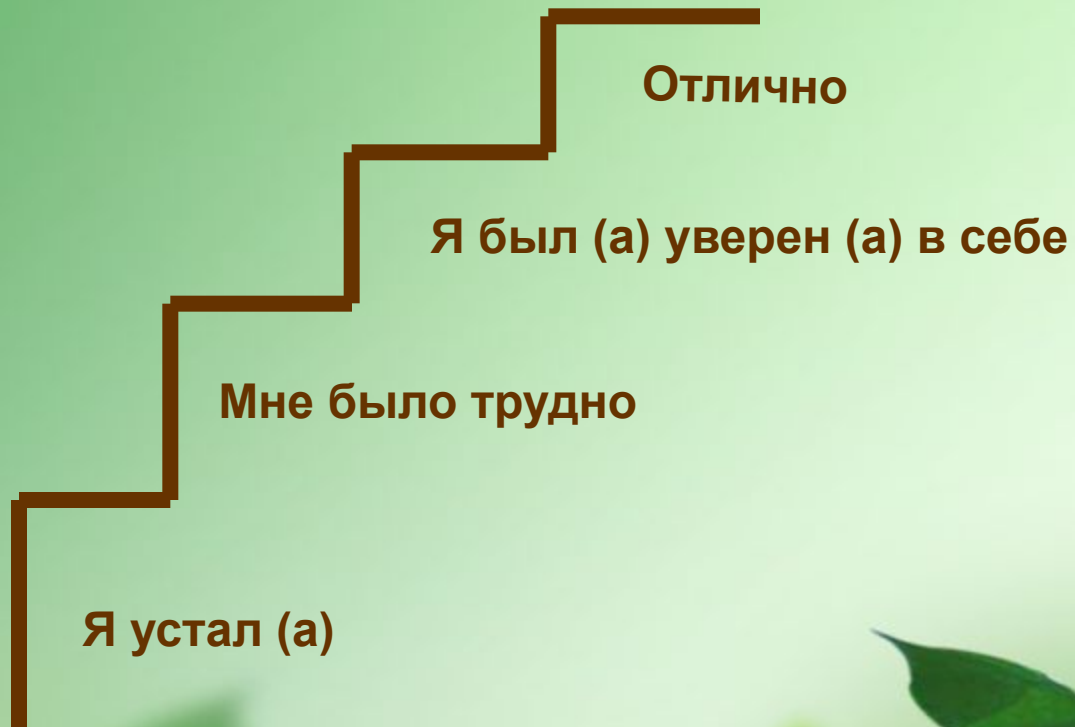 Отлично
Я был (а) уверен (а) в себе
Мне было трудно
Я устал (а)